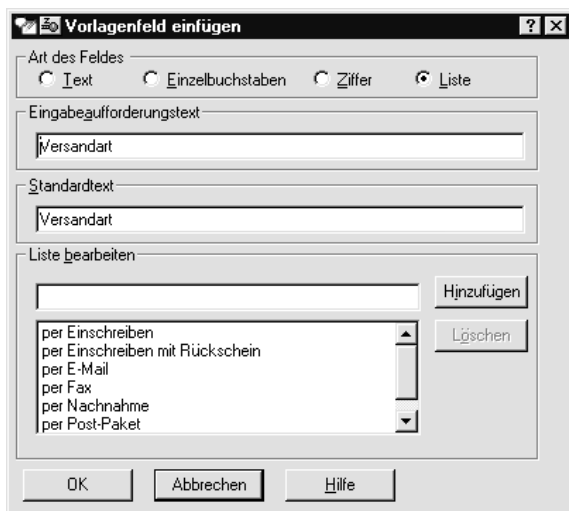 Vorlagenfeld einfügen
Art des Feldes
Text Einzelbuchstaben Ziffer Liste
Eingabeaufforderungstext
Versandart
Standardtext
Versandart
Liste bearbeiten
Hinzufügen
Löschen
per Einschreiben
per Einschreiben mit Rückschein
per E-Mail
per Fax
per Nachnahme
per Post-Paket
OK Abbrechen Hilfe